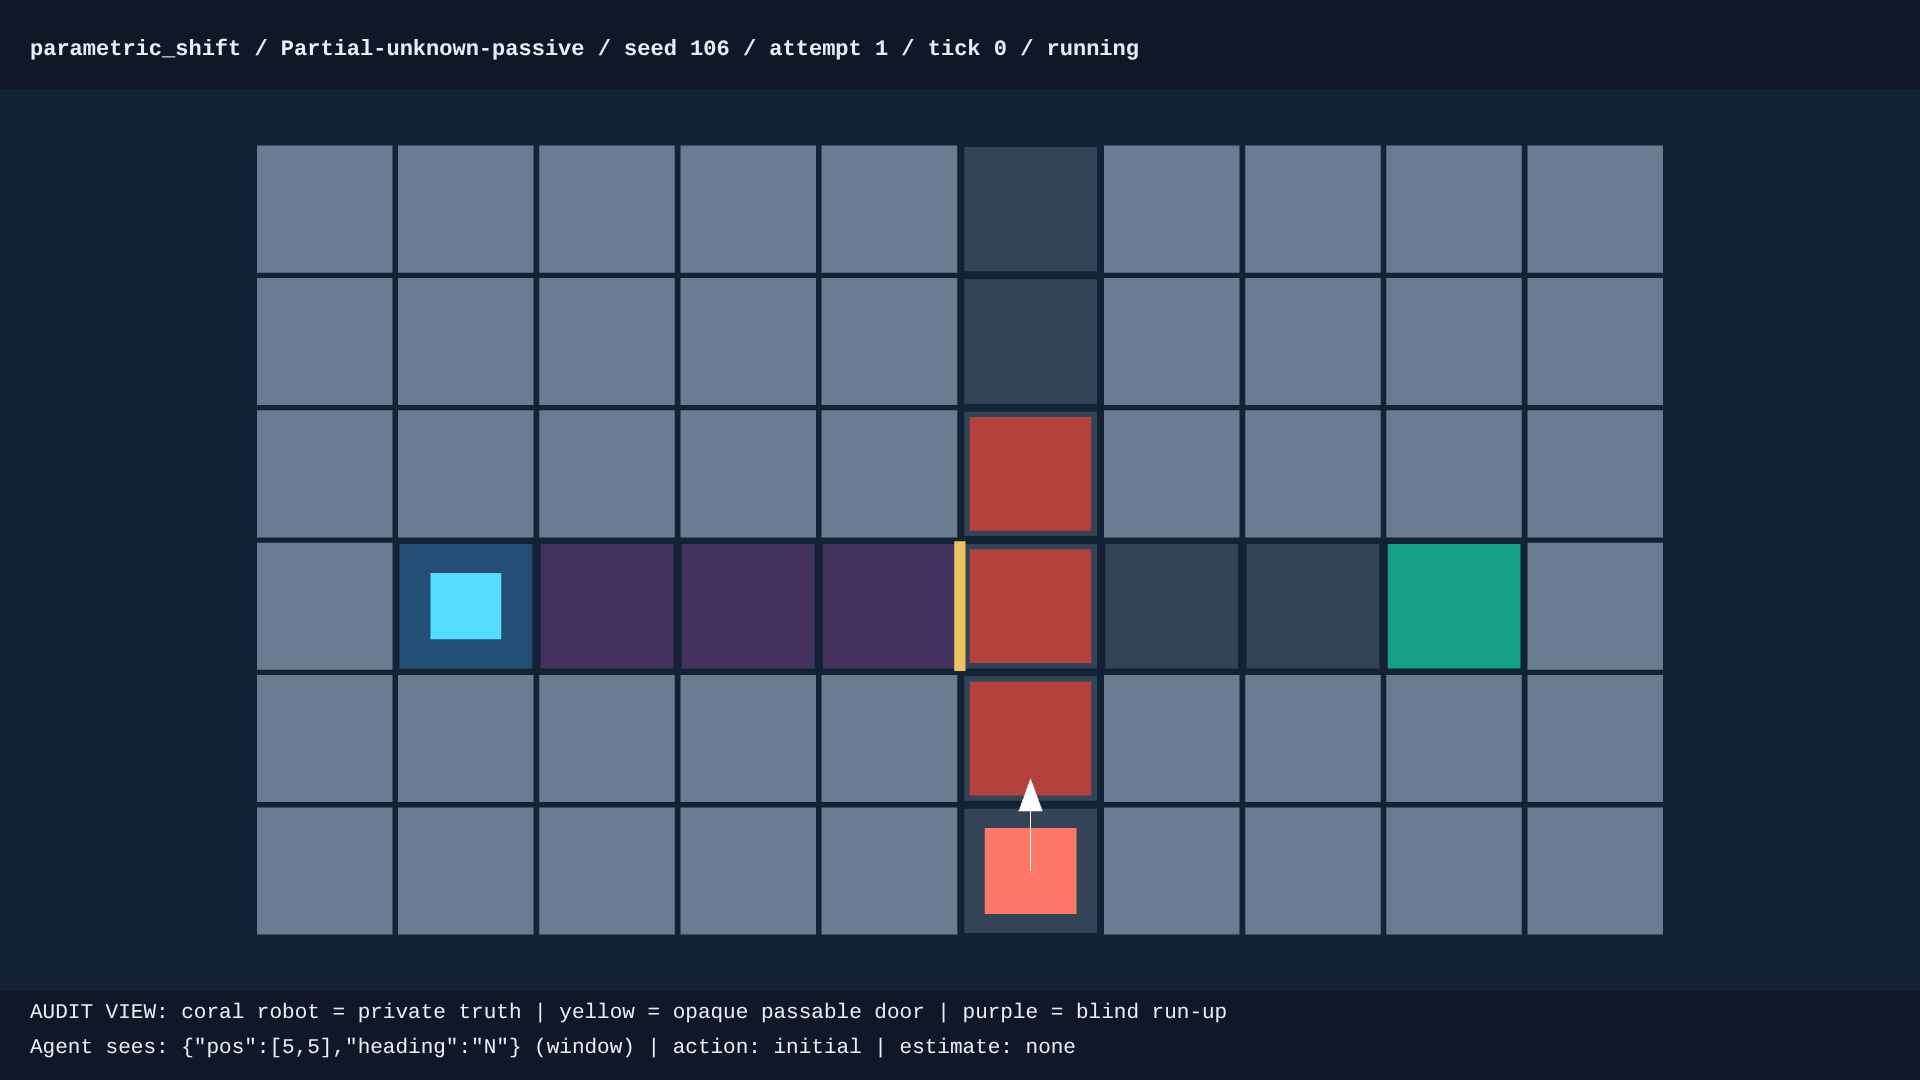 parametric_shift / Partial-unknown-passive / seed 106 / attempt 1 / tick 0 / running
AUDIT VIEW: coral robot = private truth | yellow = opaque passable door | purple = blind run-up
Agent sees: {"pos":[5,5],"heading":"N"} (window) | action: initial | estimate: none